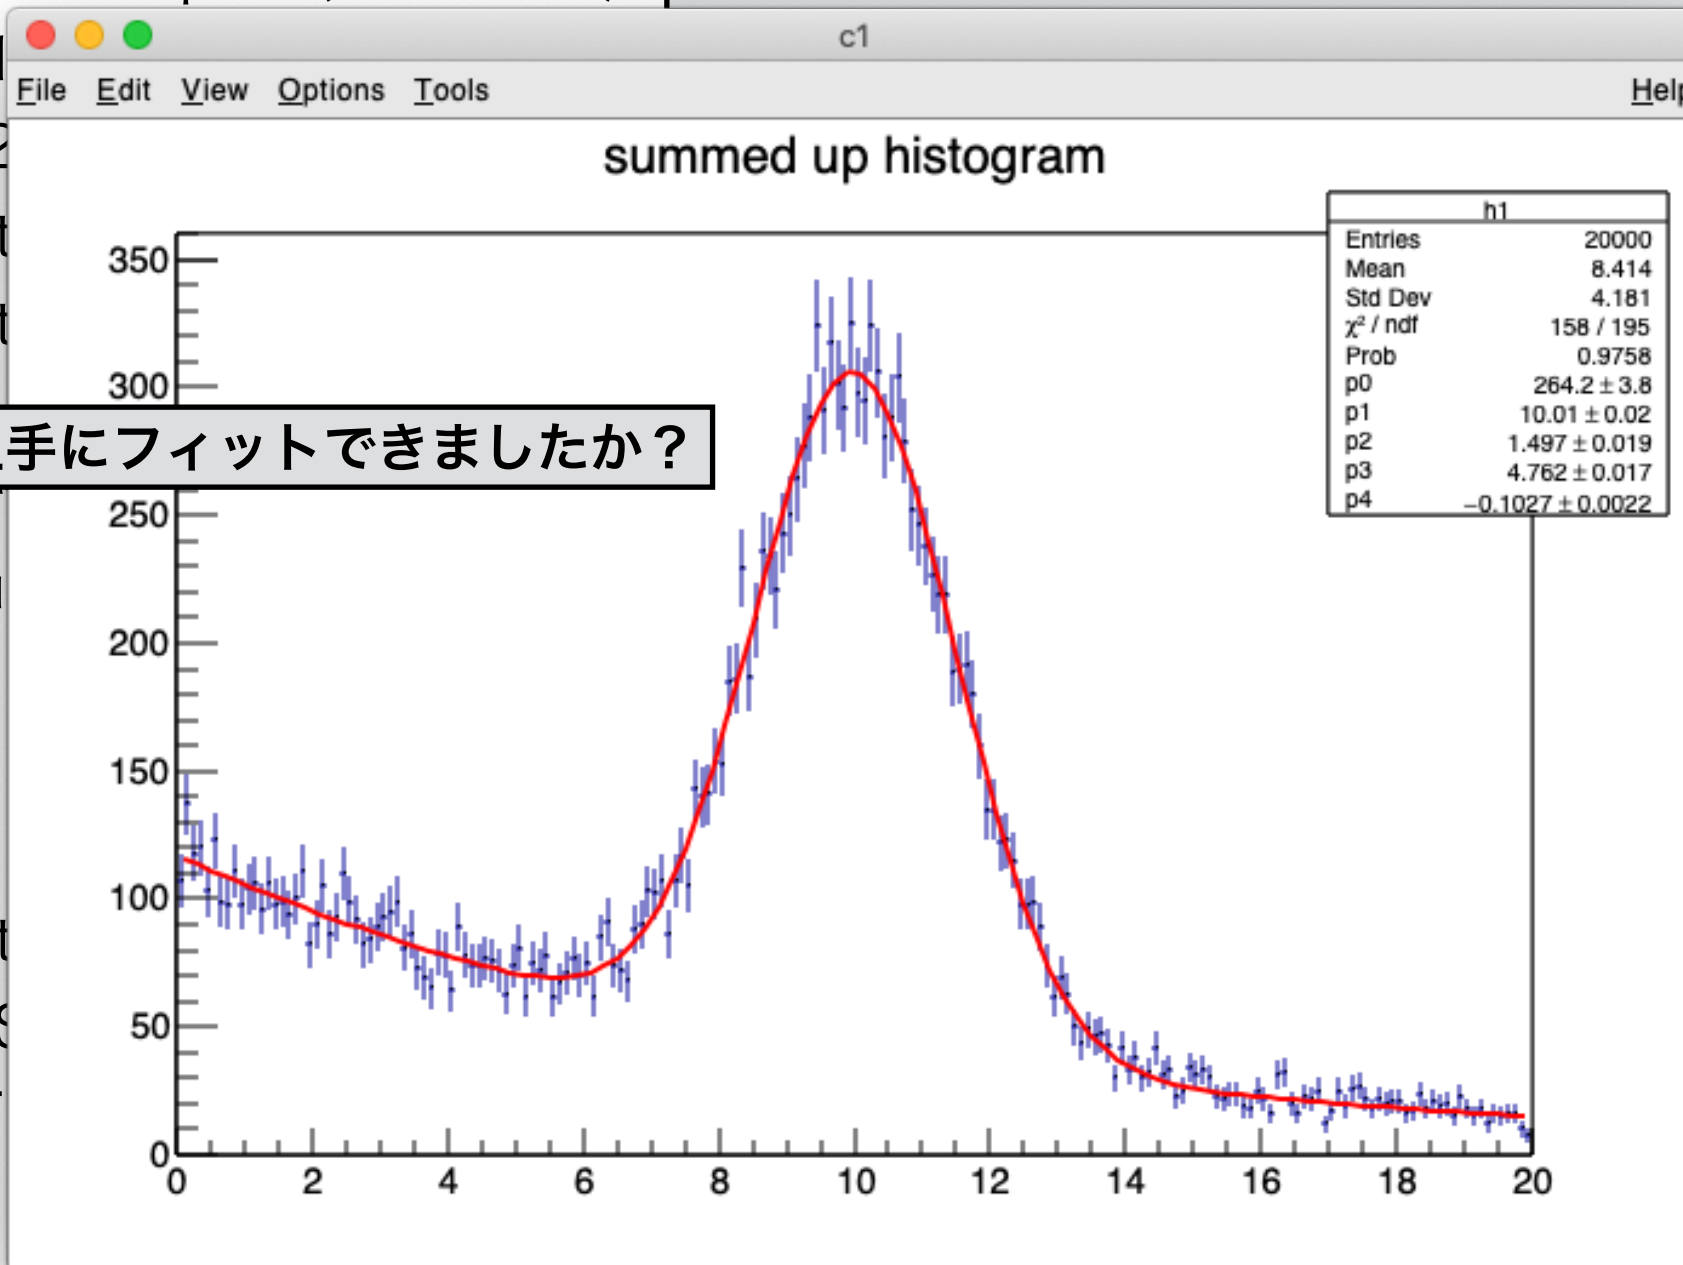 c1
File Edit View Options Tools
summed up histogram
h1
Entries 20000
Mean 8.414
Std Dev 4.181
χ² / ndf 158 / 195
Prob 0.9758
p0 264.2 ± 3.8
p1 10.01 ± 0.02
p2 1.497 ± 0.019
p3 4.762 ± 0.017
p4 −0.1027 ± 0.0022
350
300
手にフィットできましたか？
250
200
150
100
50
0
0 2 4 6 8 10 12 14 16 18 20